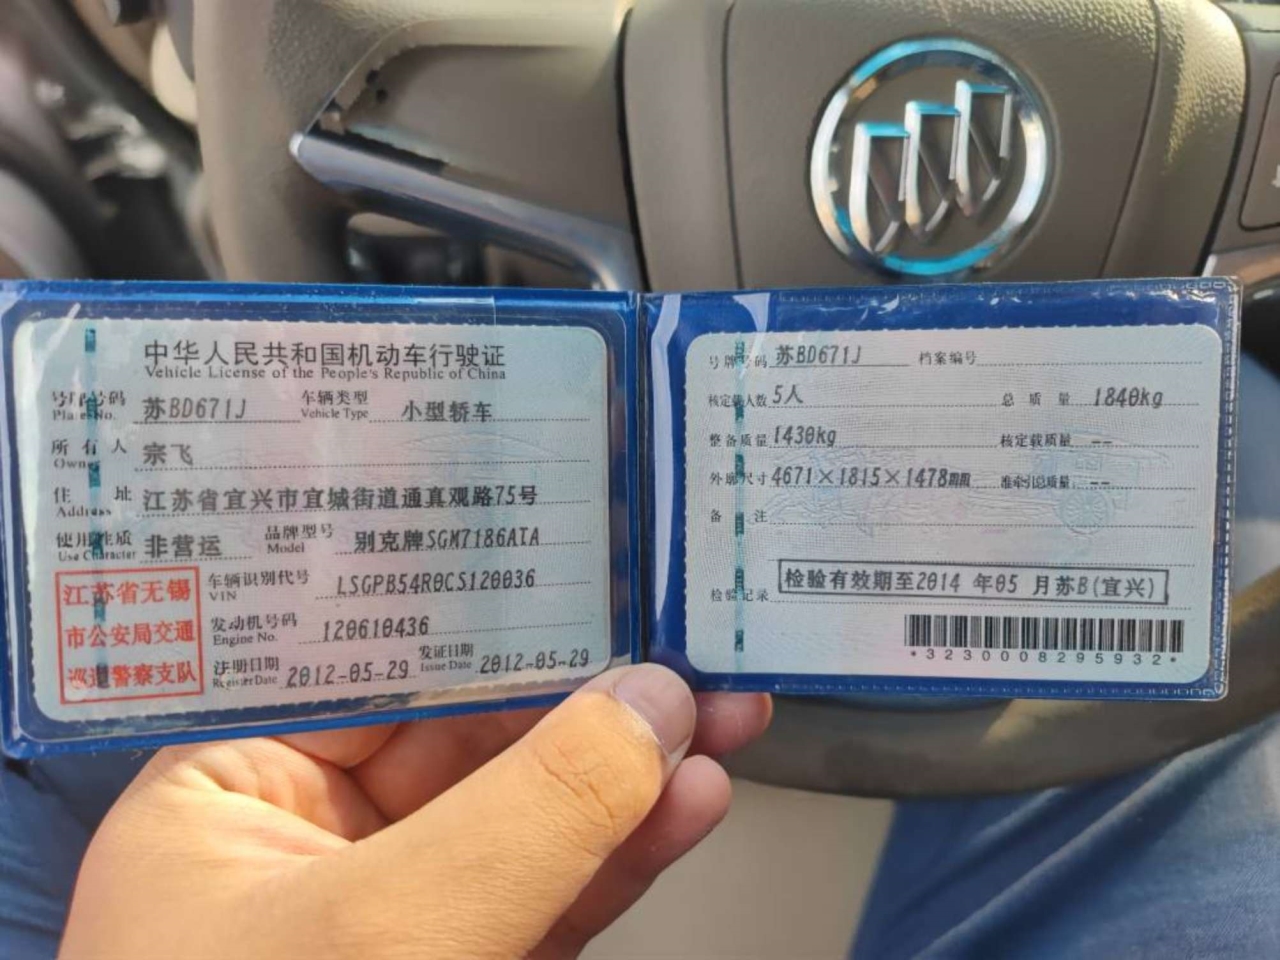 中华人民共和国机动车行驶证
Vehicle License of the People's Republic of China
号牌号码 苏BD671J 车辆类型 小型轿车
Plate No. Vehicle Type
所有人 宗飞
Owner
住址 江苏省宜兴市宜城街道通真观路75号
Address
使用性质 非营运 品牌型号 别克牌SGM7186ATA
Use Character Model
江苏省无锡
市公安局交通
巡逻警察支队
车辆识别代号 LSGPB54R0CS120036
VIN
发动机号码 120610436
Engine No.
注册日期 2012-05-29 发证日期 2012-05-29
Register Date Issue Date
号牌号码 苏BD671J 档案编号
核定载人数 5人 总质量 1840kg
整备质量 1430kg 核定载质量 --
外廓尺寸 4671×1815×1478mm 准牵引总质量 --
备注
检验记录 检验有效期至2014 年05 月苏B(宜兴)
*3230008295932*